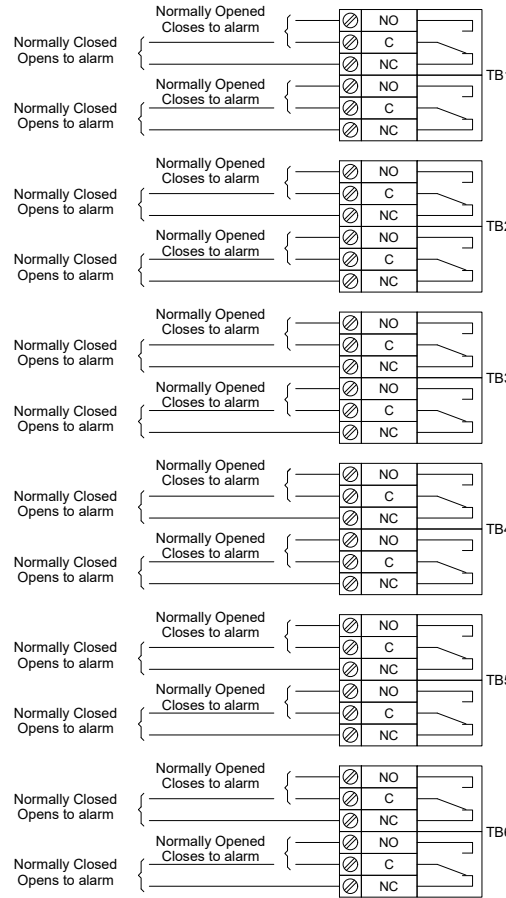 Normally Opened
Closes to alarm
Normally Closed
Opens to alarm
NO
C
NC
TB1
Normally Opened
Closes to alarm
Normally Closed
Opens to alarm
NO
C
NC
Normally Opened
Closes to alarm
Normally Closed
Opens to alarm
NO
C
NC
TB2
Normally Opened
Closes to alarm
Normally Closed
Opens to alarm
NO
C
NC
Normally Opened
Closes to alarm
Normally Closed
Opens to alarm
NO
C
NC
TB3
Normally Opened
Closes to alarm
Normally Closed
Opens to alarm
NO
C
NC
Normally Opened
Closes to alarm
Normally Closed
Opens to alarm
NO
C
NC
TB4
Normally Opened
Closes to alarm
Normally Closed
Opens to alarm
NO
C
NC
Normally Opened
Closes to alarm
Normally Closed
Opens to alarm
NO
C
NC
TB5
Normally Opened
Closes to alarm
Normally Closed
Opens to alarm
NO
C
NC
Normally Opened
Closes to alarm
Normally Closed
Opens to alarm
NO
C
NC
TB6
Normally Opened
Closes to alarm
Normally Closed
Opens to alarm
NO
C
NC